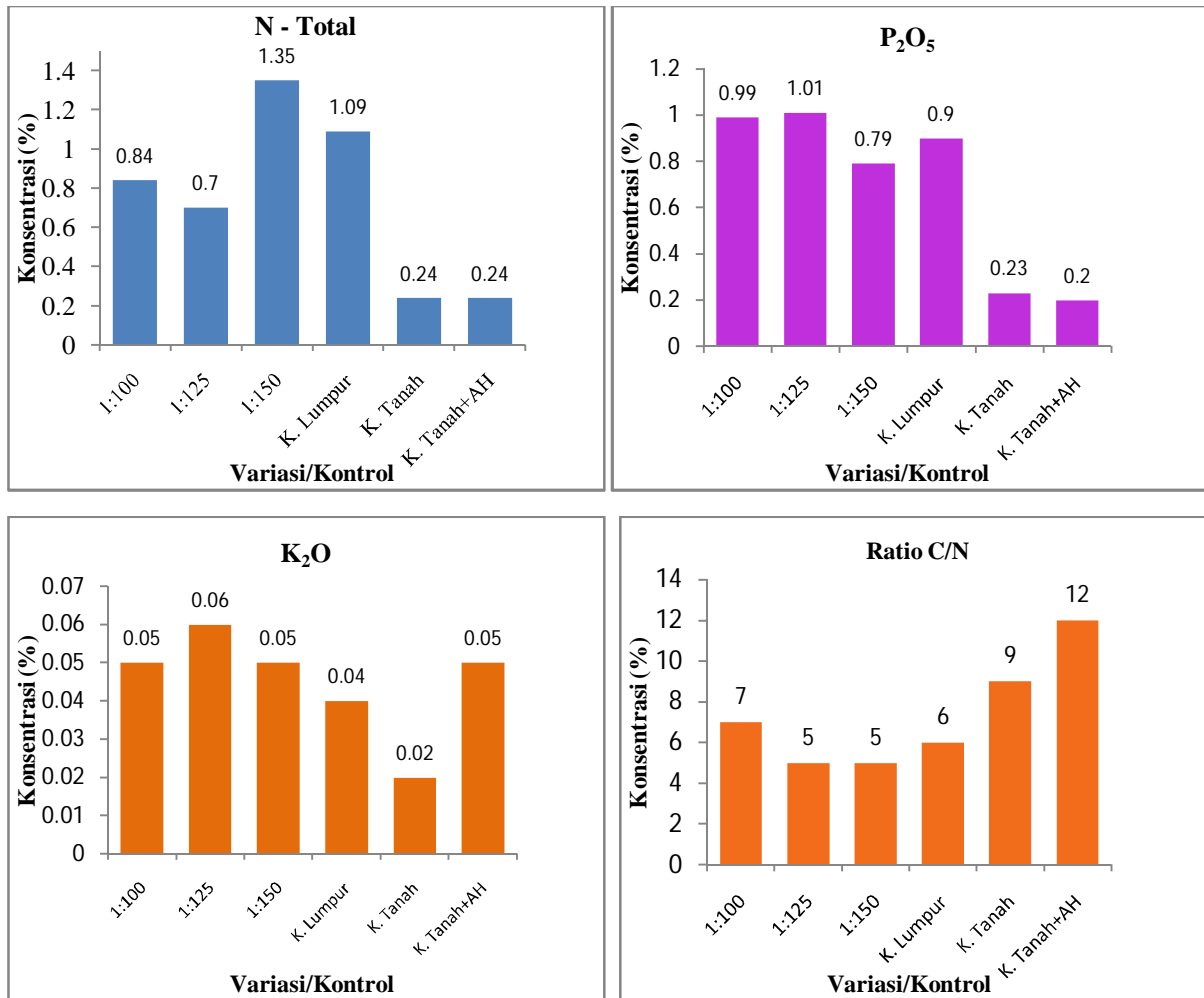 N - Total
1.4
1.2
1
0.8
0.6
0.4
0.2
0
Konsentrasi (%)
0.84
0.7
1.35
1.09
0.24
0.24
1:100
1:125
1:150
K. Lumpur
K. Tanah
K. Tanah+AH
Variasi/Kontrol
P₂O₅
1.2
1
0.8
0.6
0.4
0.2
0
Konsentrasi (%)
0.99
1.01
0.79
0.9
0.23
0.2
1:100
1:125
1:150
K. Lumpur
K. Tanah
K. Tanah+AH
Variasi/Kontrol
K₂O
0.07
0.06
0.05
0.04
0.03
0.02
0.01
0
Konsentrasi (%)
0.05
0.06
0.05
0.04
0.02
0.05
1:100
1:125
1:150
K. Lumpur
K. Tanah
K. Tanah+AH
Variasi/Kontrol
Ratio C/N
14
12
10
8
6
4
2
0
Konsentrasi (%)
7
5
5
6
9
12
1:100
1:125
1:150
K. Lumpur
K. Tanah
K. Tanah+AH
Variasi/Kontrol